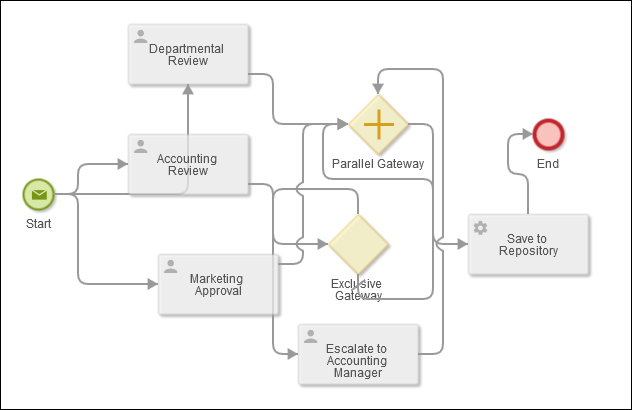 Departmental
Review
Accounting
Review
Parallel Gateway
End
Start
Marketing
Approval
Exclusive
Gateway
Save to
Repository
Escalate to
Accounting
Manager